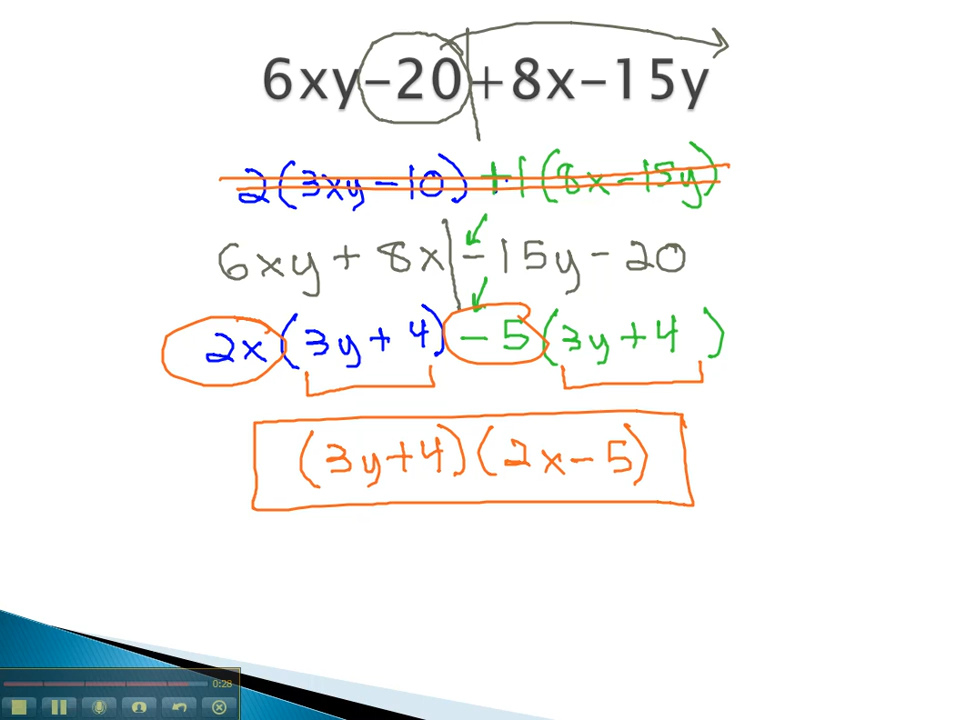 6xy-20+8x-15y
2(3xy-10)+1(8x-15y)
6xy+8x-15y-20
2x(3y+4)-5(3y+4)
(3y+4)(2x-5)
0:28